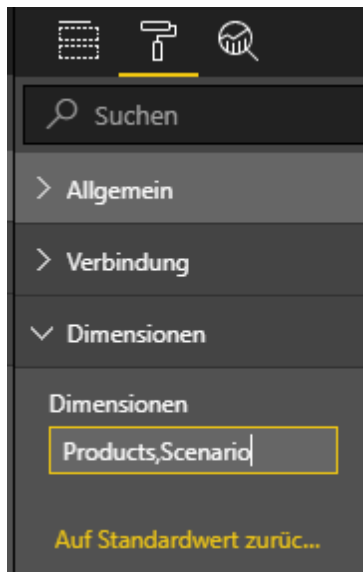 Suchen
Allgemein
Verbindung
Dimensionen
Dimensionen
Products,Scenario
Auf Standardwert zurüc...